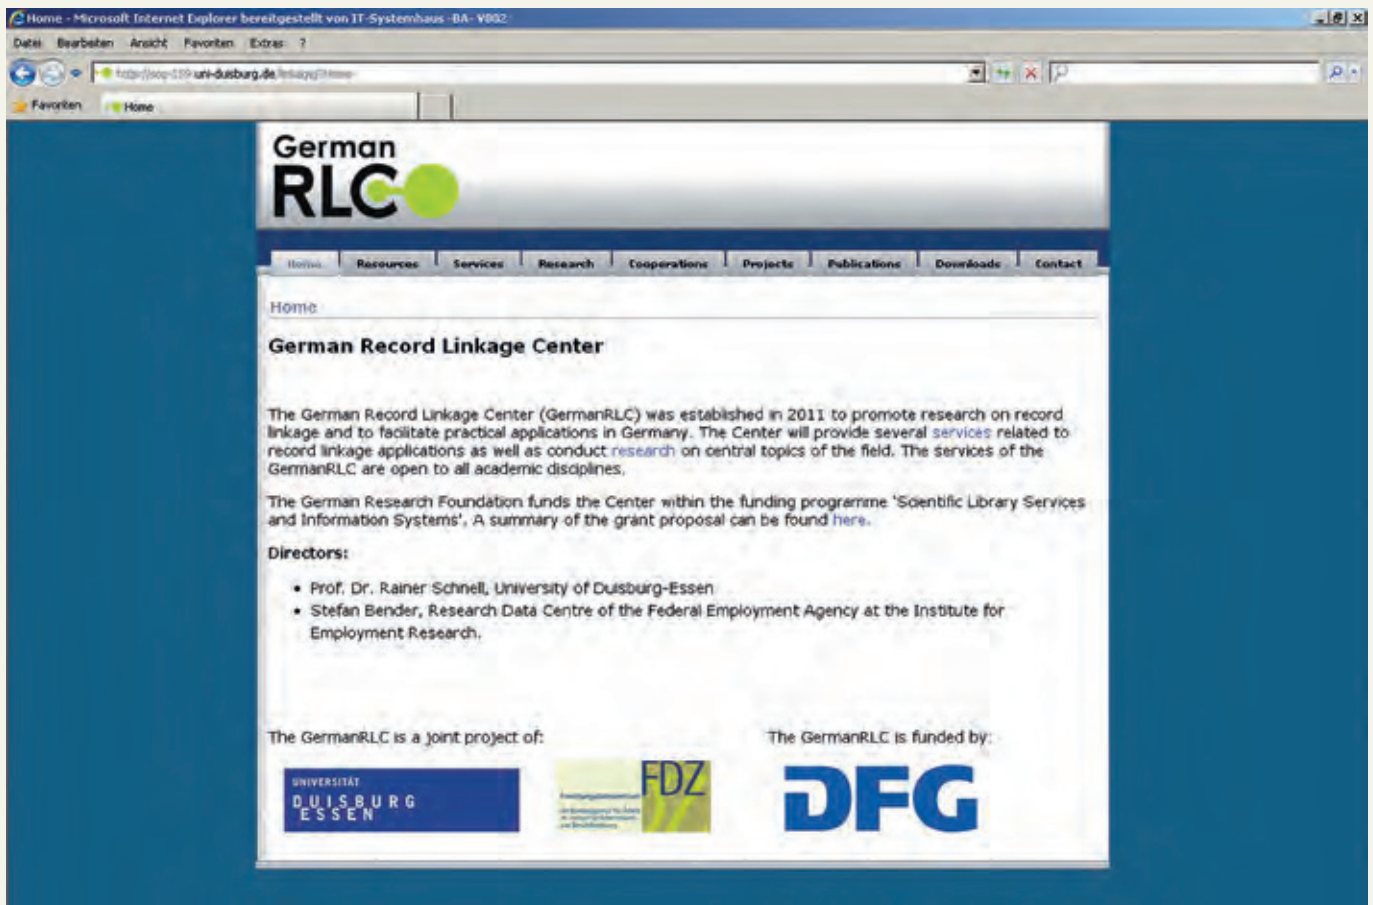 Home - Microsoft Internet Explorer bereitgestellt von IT-Systemhaus -BA- V002
Datei Bearbeiten Ansicht Favoriten Extras ?
uni-duisburg.de
Favoriten Home
German
RLC
Home Resources Services Research Cooperations Projects Publications Downloads Contact
Home
German Record Linkage Center
The German Record Linkage Center (GermanRLC) was established in 2011 to promote research on record
linkage and to facilitate practical applications in Germany. The Center will provide several services related to
record linkage applications as well as conduct research on central topics of the field. The services of the
GermanRLC are open to all academic disciplines.
The German Research Foundation funds the Center within the funding programme 'Scientific Library Services
and Information Systems'. A summary of the grant proposal can be found here.
Directors:
• Prof. Dr. Rainer Schnell, University of Duisburg-Essen
• Stefan Bender, Research Data Centre of the Federal Employment Agency at the Institute for
Employment Research.
The GermanRLC is a joint project of: The GermanRLC is funded by:
UNIVERSITÄT
DUISBURG
ESSEN
FDZ
DFG